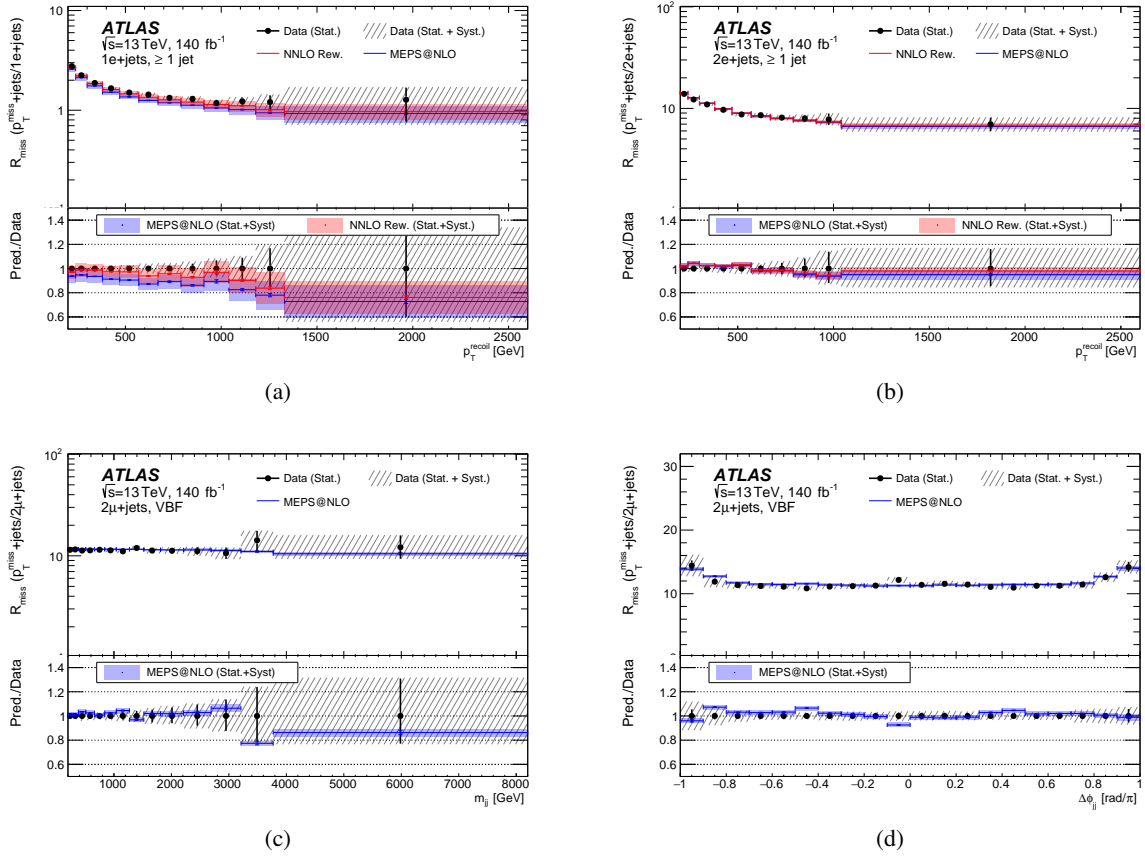 ATLAS
√s=13 TeV, 140 fb⁻¹
1e+jets, ≥ 1 jet
Data (Stat.)
Data (Stat. + Syst.)
NNLO Rew.
MEPS@NLO
R_miss (p_T^miss+jets/1e+jets)
10
1
MEPS@NLO (Stat.+Syst)
NNLO Rew. (Stat.+Syst.)
Pred./Data
1.4
1.2
1
0.8
0.6
500 1000 1500 2000 2500
p_T^recoil [GeV]
(a)
ATLAS
√s=13 TeV, 140 fb⁻¹
2e+jets, ≥ 1 jet
Data (Stat.)
Data (Stat. + Syst.)
NNLO Rew.
MEPS@NLO
R_miss (p_T^miss+jets/2e+jets)
10²
10
MEPS@NLO (Stat.+Syst)
NNLO Rew. (Stat.+Syst.)
Pred./Data
1.4
1.2
1
0.8
0.6
500 1000 1500 2000 2500
p_T^recoil [GeV]
(b)
ATLAS
√s=13 TeV, 140 fb⁻¹
2μ+jets, VBF
Data (Stat.)
Data (Stat. + Syst.)
MEPS@NLO
R_miss (p_T^miss+jets/2μ+jets)
10²
10
MEPS@NLO (Stat.+Syst)
Pred./Data
1.4
1.2
1
0.8
0.6
1000 2000 3000 4000 5000 6000 7000 8000
m_jj [GeV]
(c)
ATLAS
√s=13 TeV, 140 fb⁻¹
2μ+jets, VBF
Data (Stat.)
Data (Stat. + Syst.)
MEPS@NLO
R_miss (p_T^miss+jets/2μ+jets)
30
20
10
MEPS@NLO (Stat.+Syst)
Pred./Data
1.4
1.2
1
0.8
0.6
−1 −0.8 −0.6 −0.4 −0.2 0 0.2 0.4 0.6 0.8 1
Δϕ_jj [rad/π]
(d)